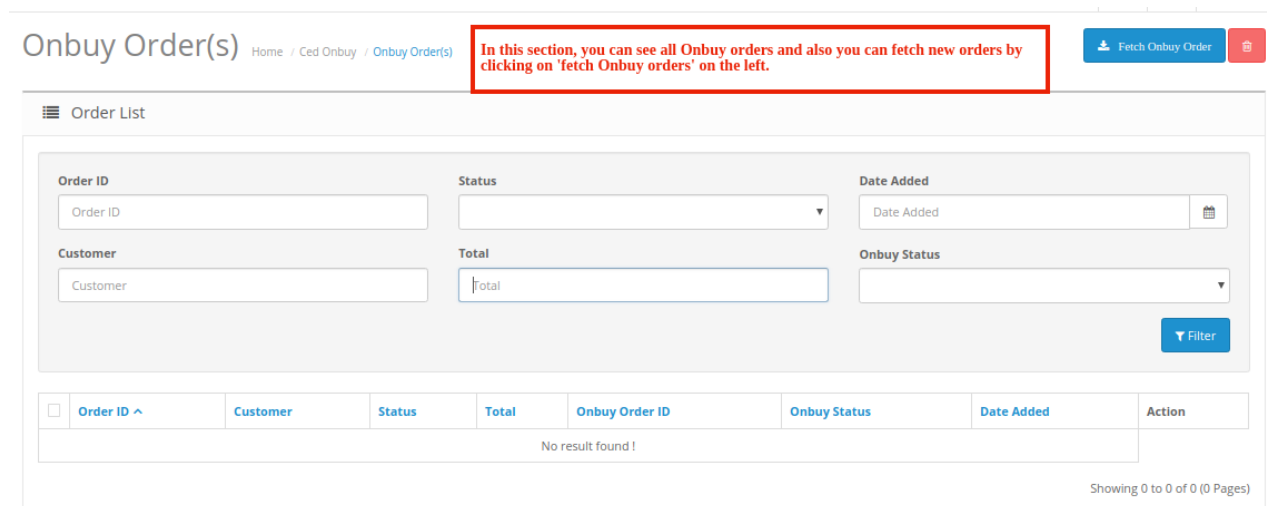 Onbuy Order(s) Home / Ced Onbuy / Onbuy Order(s)
In this section, you can see all Onbuy orders and also you can fetch new orders by
clicking on 'fetch Onbuy orders' on the left.
Fetch Onbuy Order
Order List
Order ID Status Date Added
Order ID Date Added
Customer Total Onbuy Status
Customer Total
Filter
Order ID Customer Status Total Onbuy Order ID Onbuy Status Date Added Action
No result found !
Showing 0 to 0 of 0 (0 Pages)